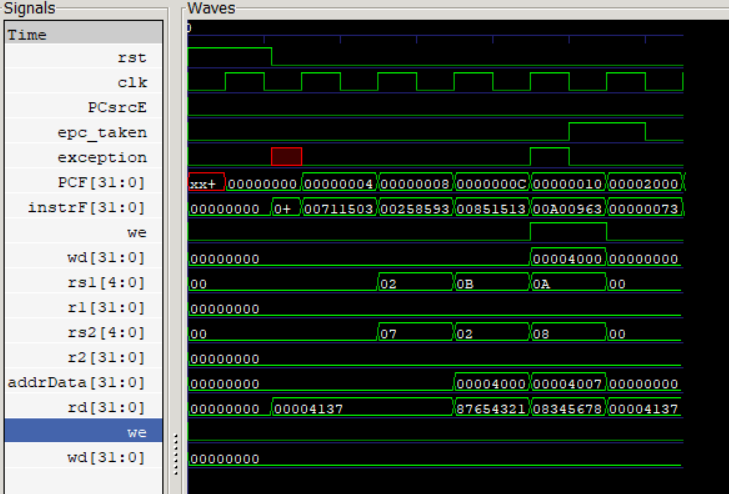 Signals Waves
Time 0
rst
clk
PCsrcE
epc_taken
exception
PCF[31:0] xx+ 00000000 00000004 00000008 0000000C 00000010 00002000
instrF[31:0] 00000000 0+ 00711503 00258593 00851513 00A00963 00000073
we
wd[31:0] 00000000 00004000 00000000
rs1[4:0] 00 02 0B 0A 00
r1[31:0] 00000000
rs2[4:0] 00 07 02 08 00
r2[31:0] 00000000
addrData[31:0] 00000000 00004000 00004007 00000000
rd[31:0] 00000000 00004137 87654321 08345678 00004137
we
wd[31:0] 00000000